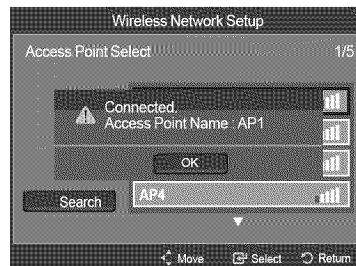 Wireless Network Setup
Access Point Select 1/5
Connected.
Access Point Name : AP1
OK
Search
AP4
Move Select Return